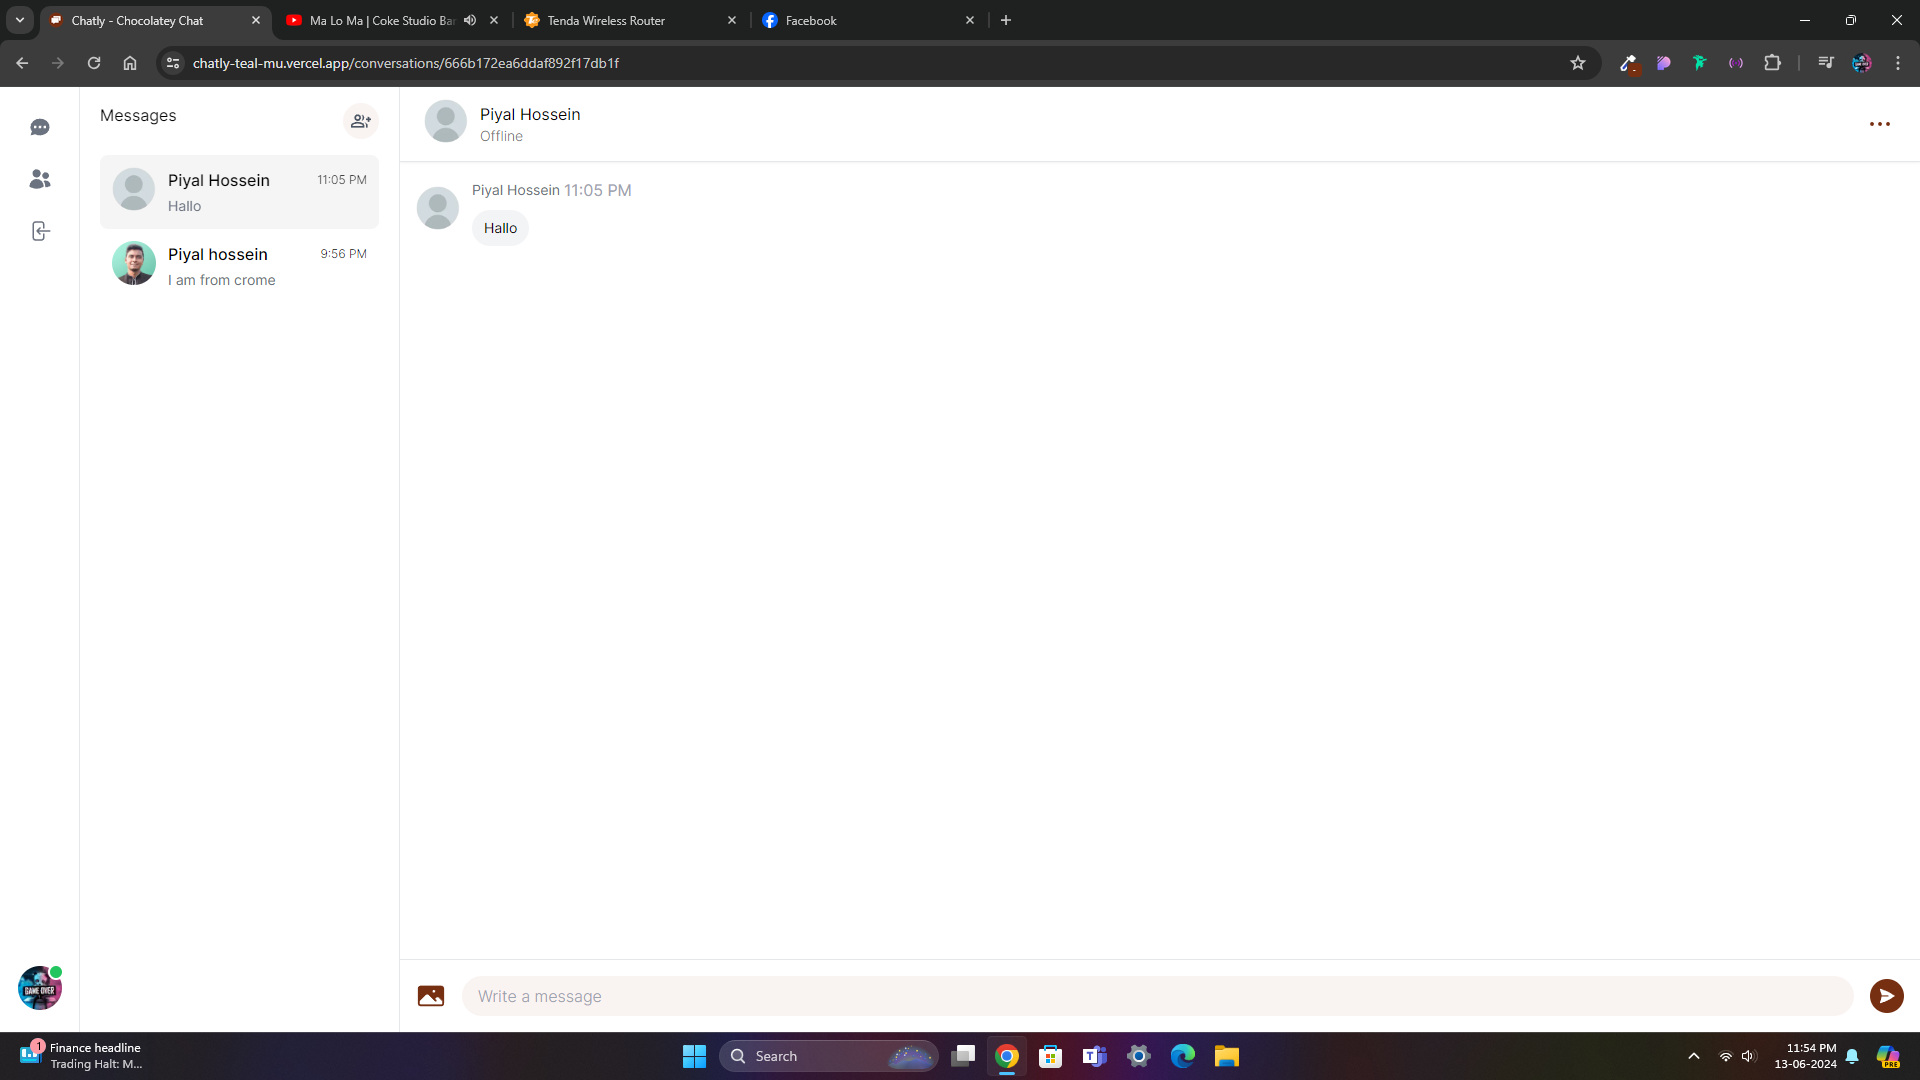 Chatly - Chocolatey Chat
Ma Lo Ma | Coke Studio Ba
Tenda Wireless Router
Facebook
chatly-teal-mu.vercel.app/conversations/666b172ea6ddaf892f17db1f
Messages
Piyal Hossein
11:05 PM
Hallo
Piyal hossein
9:56 PM
I am from crome
Piyal Hossein
Offline
Piyal Hossein 11:05 PM
Hallo
GAME OVER
Write a message
1
Finance headline
Trading Halt: M...
Search
PRE
11:54 PM
13-06-2024